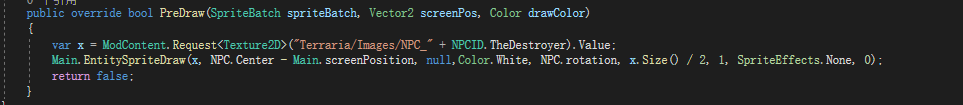 public override bool PreDraw(SpriteBatch spriteBatch, Vector2 screenPos, Color drawColor)
{
var x = ModContent.Request<Texture2D>("Terraria/Images/NPC_" + NPCID.TheDestroyer).Value;
Main.EntitySpriteDraw(x, NPC.Center - Main.screenPosition, null,Color.White, NPC.rotation, x.Size() / 2, 1, SpriteEffects.None, 0);
return false;
}